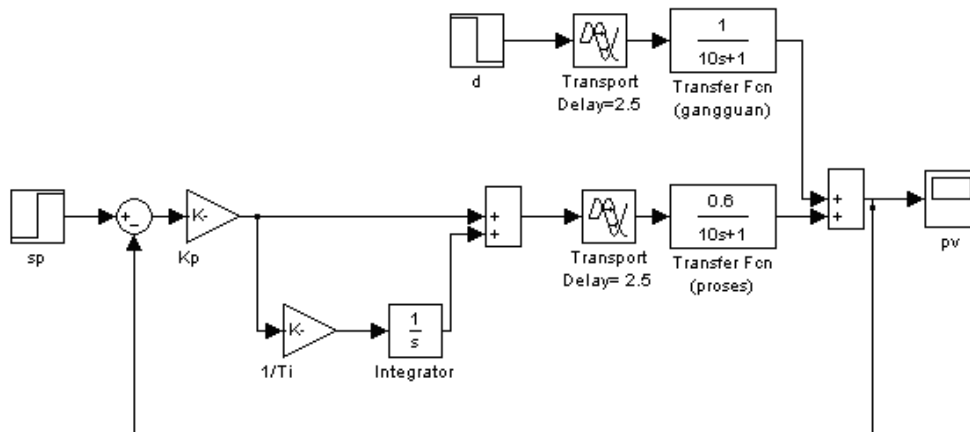 d
Transport
Delay=2.5
1
10s+1
Transfer Fcn
(gangguan)
sp
+
−
K-
Kp
K-
1/Ti
1
s
Integrator
+
+
Transport
Delay= 2.5
0.6
10s+1
Transfer Fcn
(proses)
+
+
pv